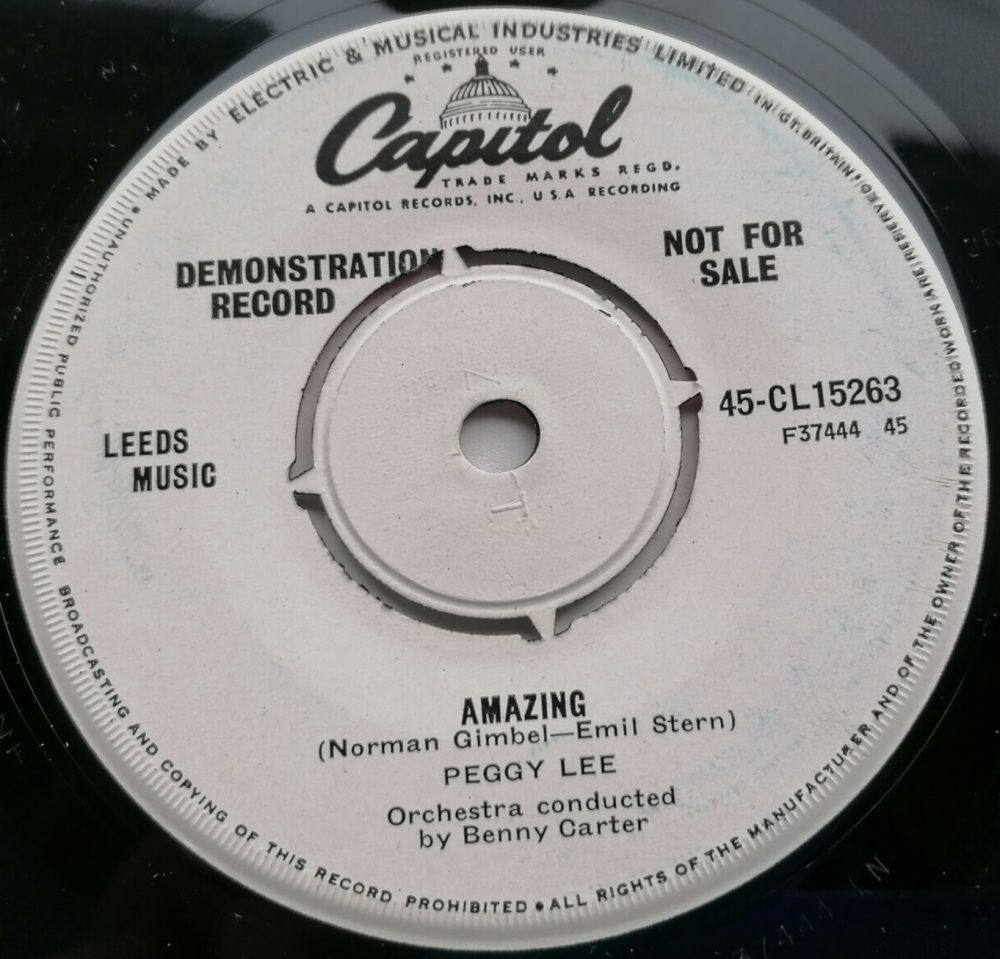 MADE BY ELECTRIC & MUSICAL INDUSTRIES LIMITED IN GT. BRITAIN
REGISTERED USER
Capitol
TRADE MARKS REGD.
A CAPITOL RECORDS, INC., U S A RECORDING
DEMONSTRATION
RECORD
NOT FOR
SALE
45-CL15263
F37444 45
LEEDS
MUSIC
AMAZING
(Norman Gimbel—Emil Stern)
PEGGY LEE
Orchestra conducted
by Benny Carter
ALL RIGHTS OF THE MANUFACTURER AND OF THE OWNER OF THE RECORDED WORK ARE RESERVED
UNAUTHORIZED PUBLIC PERFORMANCE BROADCASTING AND COPYING OF THIS RECORD PROHIBITED